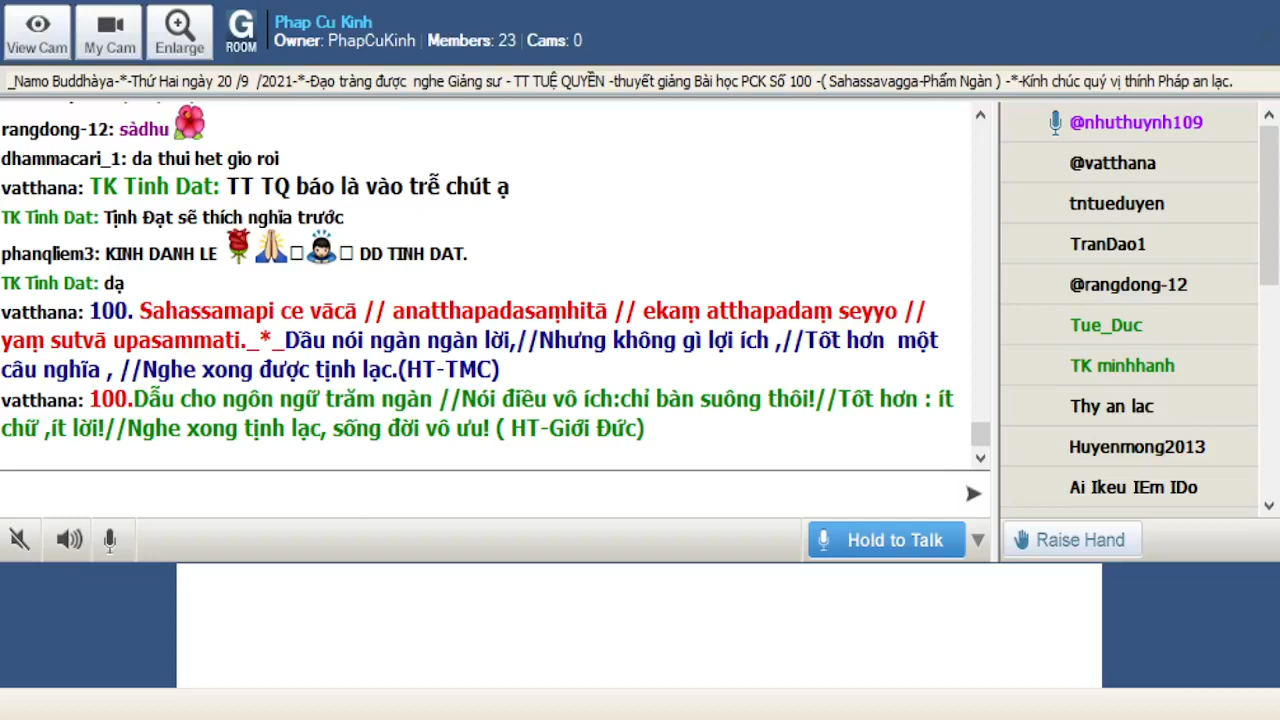 View Cam
My Cam
Enlarge
G
ROOM
Phap Cu Kinh
Owner: PhapCuKinh | Members: 23 | Cams: 0
_Namo Buddhàya-*-Thứ Hai ngày 20 /9 /2021-*-Đạo tràng được nghe Giảng sư - TT TUỆ QUYỀN -thuyết giảng Bài học PCK Số 100 -( Sahassavagga-Phẩm Ngàn ) -*-Kính chúc quý vị thính Pháp an lạc.
rangdong-12: sàdhu
dhammacari_1: da thui het gio roi
vatthana: TK Tinh Dat: TT TQ báo là vào trễ chút ạ
TK Tinh Dat: Tịnh Đạt sẽ thích nghĩa trước
phanqliem3: KINH DANH LE DD TINH DAT.
TK Tinh Dat: dạ
vatthana: 100. Sahassamapi ce vācā // anatthapadasaṃhitā // ekaṃ atthapadaṃ seyyo //
yaṃ sutvā upasammati._*_Dầu nói ngàn ngàn lời,//Nhưng không gì lợi ích ,//Tốt hơn một
câu nghĩa , //Nghe xong được tịnh lạc.(HT-TMC)
vatthana: 100.Dẫu cho ngôn ngữ trăm ngàn //Nói điều vô ích:chỉ bàn suông thôi!//Tốt hơn : ít
chữ ,ít lời!//Nghe xong tịnh lạc, sống đời vô ưu! ( HT-Giới Đức)
@nhuthuynh109
@vatthana
tntueduyen
TranDao1
@rangdong-12
Tue_Duc
TK minhhanh
Thy an lac
Huyenmong2013
Ai Ikeu IEm IDo
Hold to Talk
Raise Hand